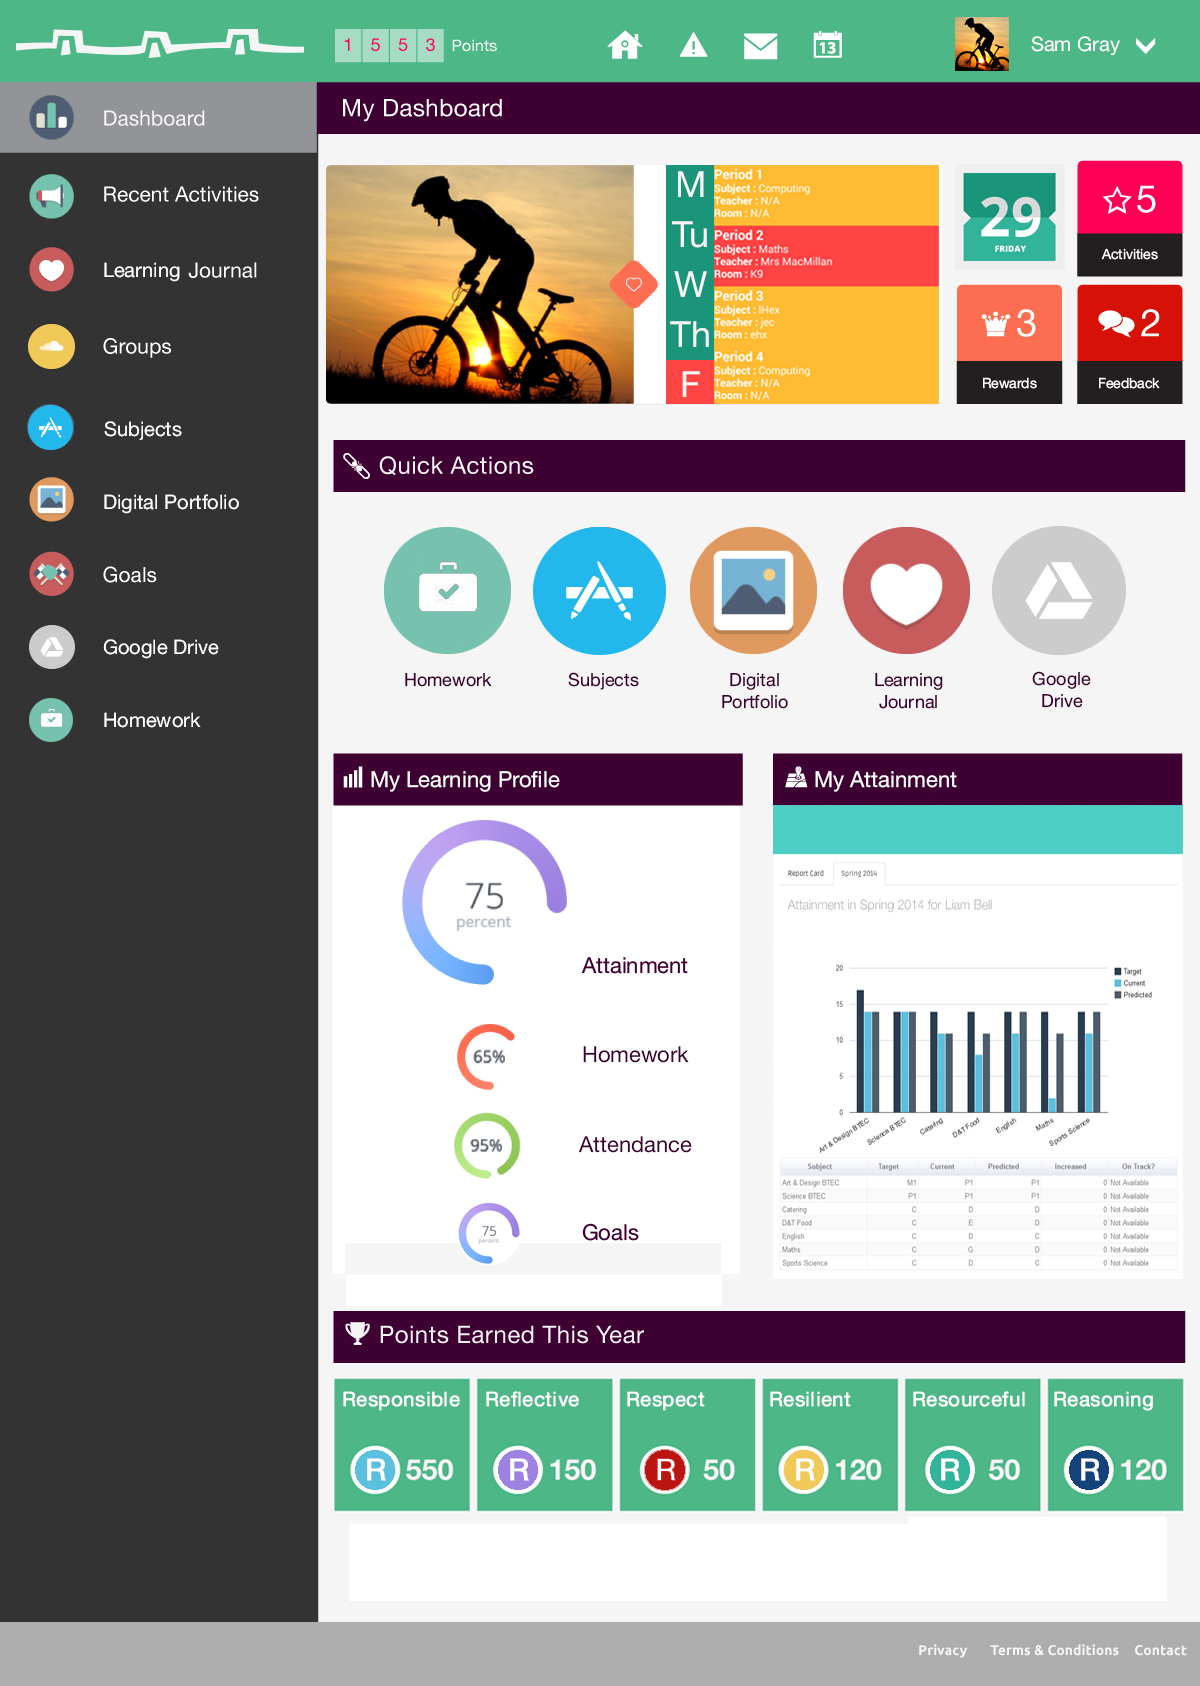 1 5 5 3 Points
13
Sam Gray
Dashboard
Recent Activities
Learning Journal
Groups
Subjects
Digital Portfolio
Goals
Google Drive
Homework
My Dashboard
M
Tu
W
Th
F
Period 1
Subject : Computing
Teacher : N/A
Room : N/A
Period 2
Subject : Maths
Teacher : Mrs MacMillan
Room : K9
Period 3
Subject : IHex
Teacher : jec
Room : ehx
Period 4
Subject : Computing
Teacher : N/A
Room : N/A
29
FRIDAY
5
Activities
3
Rewards
2
Feedback
Quick Actions
Homework
Subjects
Digital
Portfolio
Learning
Journal
Google
Drive
My Learning Profile
75
percent
Attainment
65%
Homework
95%
Attendance
75
percent
Goals
My Attainment
Report Card Spring 2014
Attainment in Spring 2014 for Liam Bell
20
15
10
5
0
Target
Current
Predicted
Art & Design BTEC
Science BTEC
Catering
D&T Food
English
Maths
Sports Science
Subject Target Current Predicted Increased On Track?
Art & Design BTEC M1 P1 P1 0 Not Available
Science BTEC P1 P1 P1 0 Not Available
Catering C D D 0 Not Available
D&T Food C E D 0 Not Available
English C D C 0 Not Available
Maths C G D 0 Not Available
Sports Science C D C 0 Not Available
Points Earned This Year
Responsible
R 550
Reflective
R 150
Respect
R 50
Resilient
R 120
Resourceful
R 50
Reasoning
R 120
Privacy Terms & Conditions Contact